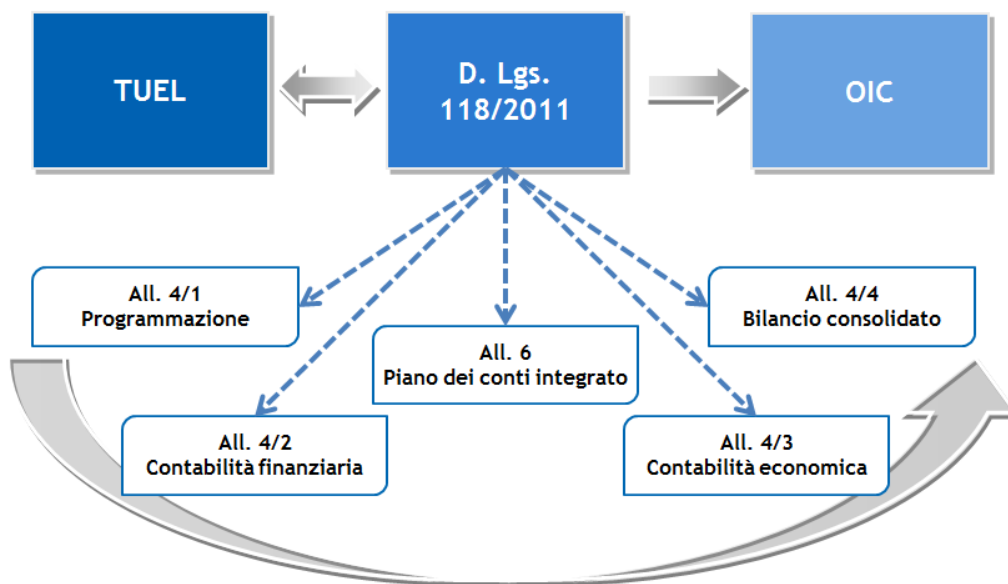 TUEL
D. Lgs.
118/2011
OIC
All. 4/1
Programmazione
All. 4/4
Bilancio consolidato
All. 6
Piano dei conti integrato
All. 4/2
Contabilità finanziaria
All. 4/3
Contabilità economica